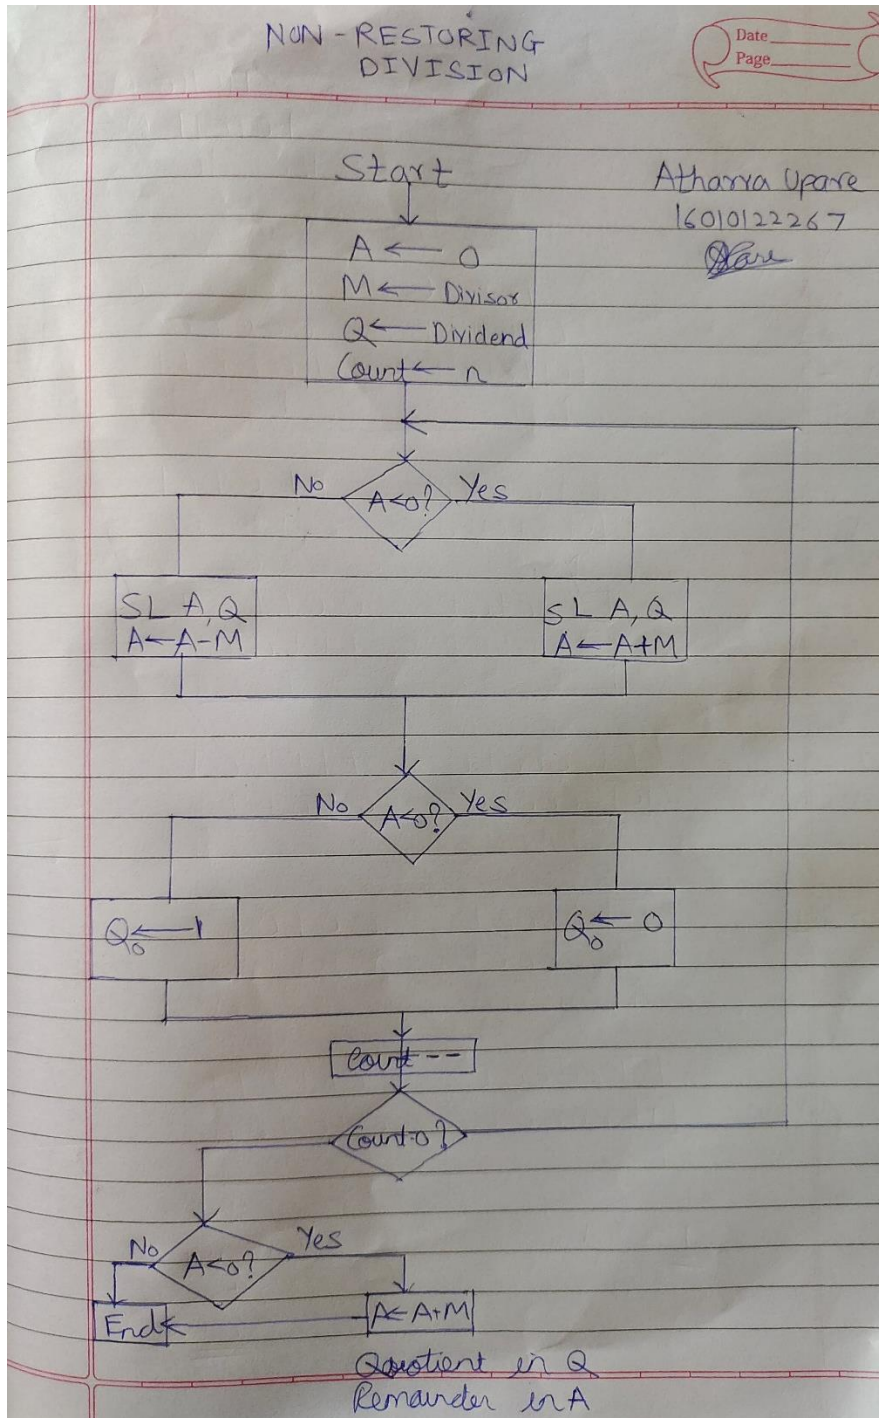 NON-RESTORING
DIVISION
Date
Page
Start
Atharva Upare
16010122267
A ← 0
M ← Divisor
Q ← Dividend
Count ← n
No
A<0?
Yes
SL A, Q
A ← A-M
SL A, Q
A ← A+M
No
A<0?
Yes
Q0 ← 1
Q0 ← 0
Count --
Count=0?
No
A<0?
Yes
End
A ← A+M
Quotient in Q
Remainder in A